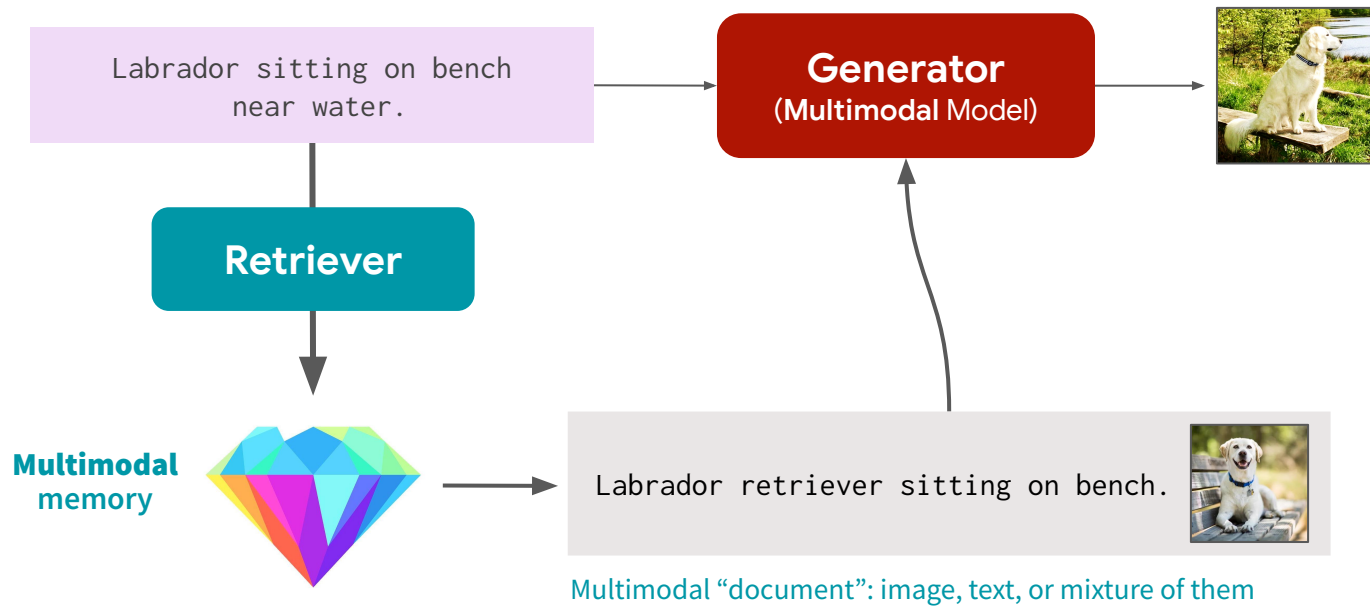 Labrador sitting on bench
near water.
Generator
(Multimodal Model)
Retriever
Multimodal
memory
Labrador retriever sitting on bench.
Multimodal “document”: image, text, or mixture of them